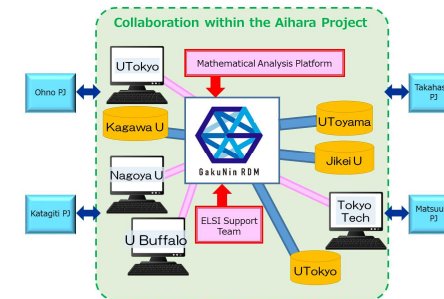 Collaboration within the Aihara Project
UTokyo
Mathematical Analysis Platform
Ohno PJ
Kagawa U
GakuNin RDM
UToyama
Nagoya U
Jikei U
Katagiti PJ
U Buffalo
ELSI Support
Team
Tokyo
Tech
PJ
PJ
UTokyo